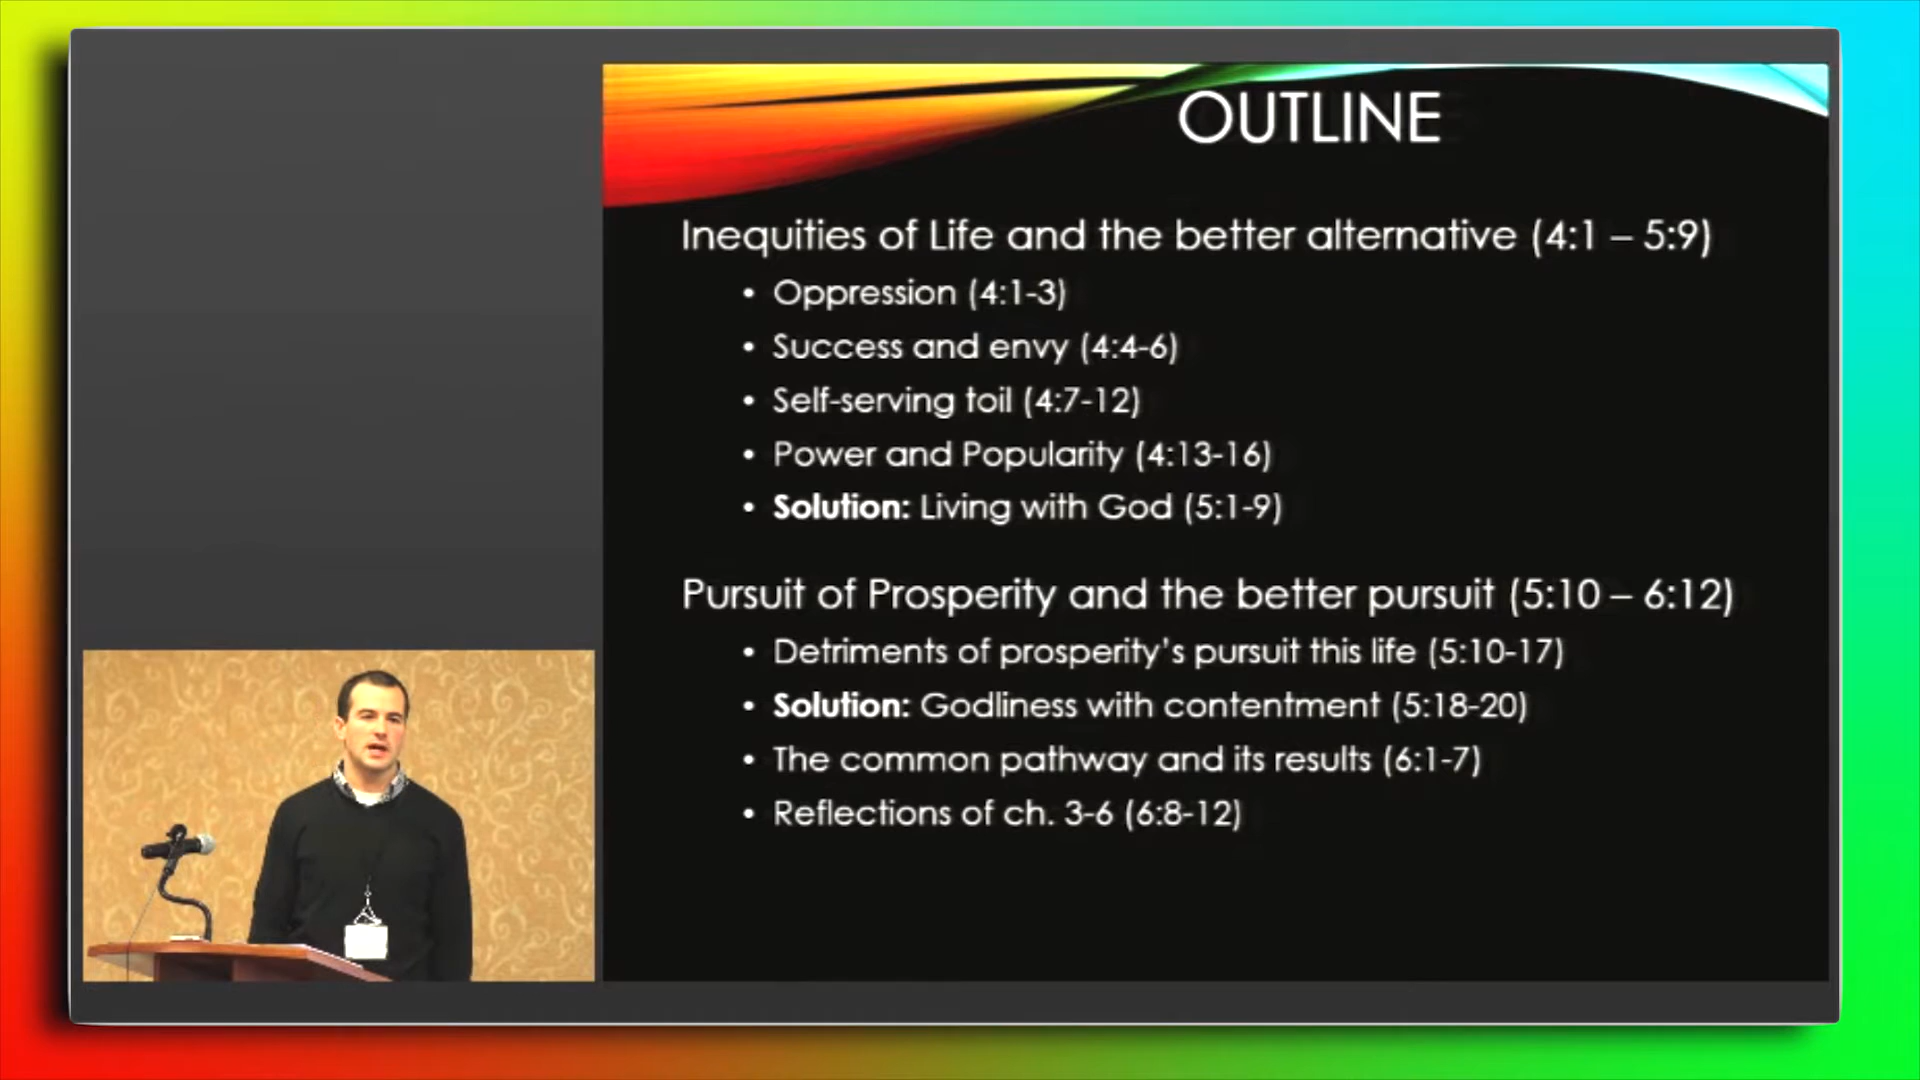 OUTLINE
Inequities of Life and the better alternative (4:1 – 5:9)
• Oppression (4:1-3)
• Success and envy (4:4-6)
• Self-serving toil (4:7-12)
• Power and Popularity (4:13-16)
• Solution: Living with God (5:1-9)
Pursuit of Prosperity and the better pursuit (5:10 – 6:12)
• Detriments of prosperity's pursuit this life (5:10-17)
• Solution: Godliness with contentment (5:18-20)
• The common pathway and its results (6:1-7)
• Reflections of ch. 3-6 (6:8-12)